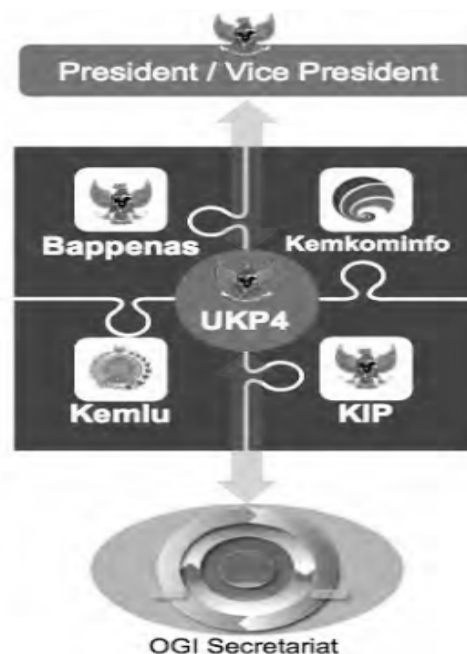 President / Vice President
Bappenas
Kemkominfo
UKP4
Kemlu
KIP
OGI Secretariat